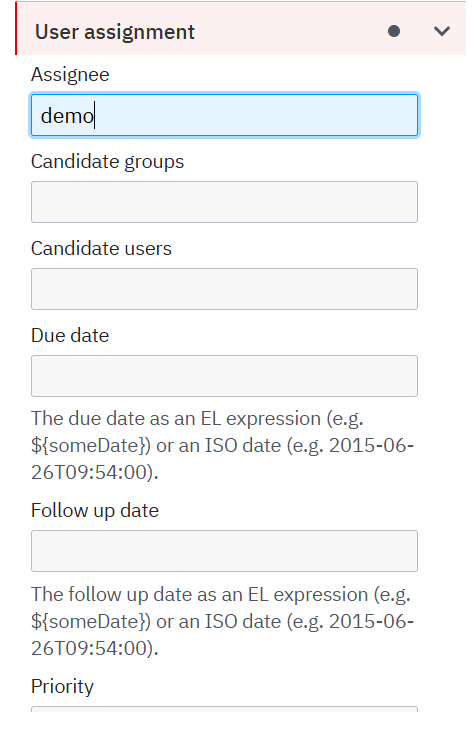 User assignment
Assignee
demo
Candidate groups
Candidate users
Due date
The due date as an EL expression (e.g.
${someDate}) or an ISO date (e.g. 2015-06-
26T09:54:00).
Follow up date
The follow up date as an EL expression (e.g.
${someDate}) or an ISO date (e.g. 2015-06-
26T09:54:00).
Priority